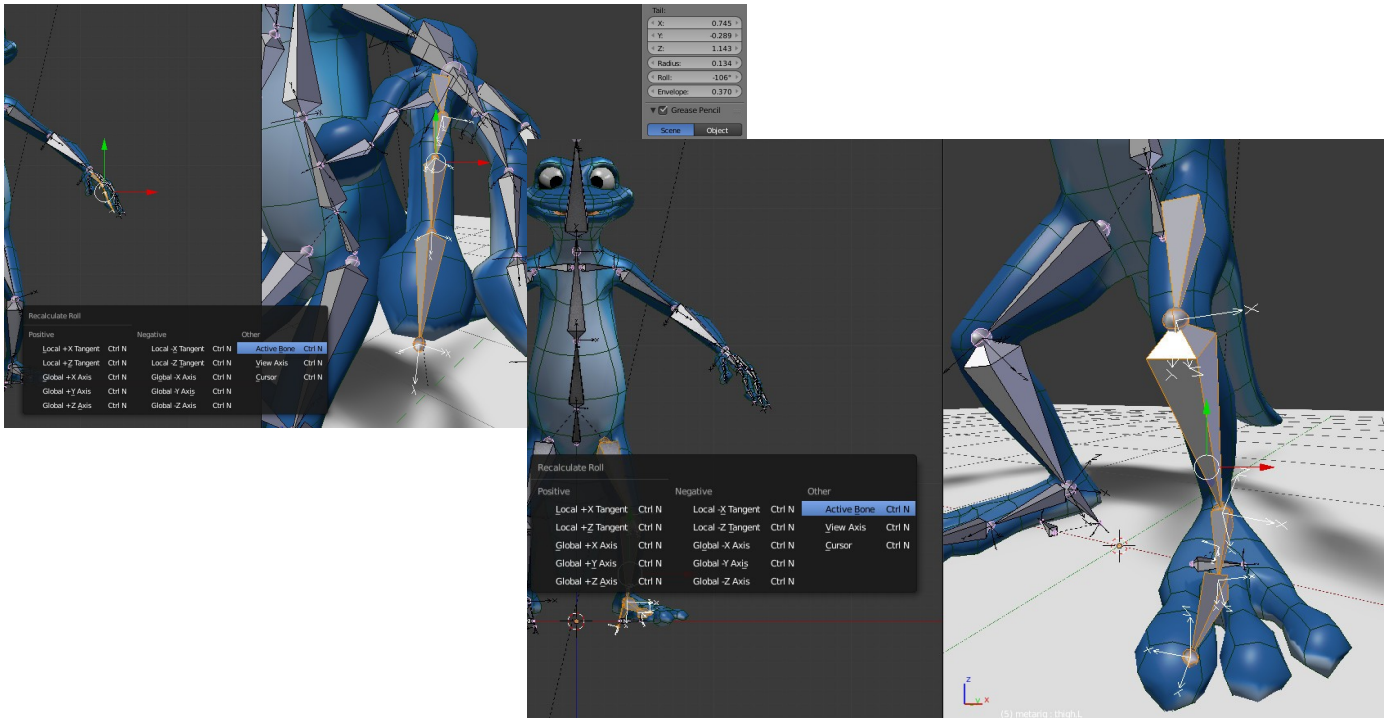 Tail:
X: 0.745
Y: -0.289
Z: 1.143
Radius: 0.134
Roll: -106°
Envelope: 0.370
Grease Pencil
Scene Object
Recalculate Roll
Positive Negative Other
Local +X Tangent Ctrl N Local -X Tangent Ctrl N Active Bone Ctrl N
Local +Z Tangent Ctrl N Local -Z Tangent Ctrl N View Axis Ctrl N
Global +X Axis Ctrl N Global -X Axis Ctrl N Cursor Ctrl N
Global +Y Axis Ctrl N Global -Y Axis Ctrl N
Global +Z Axis Ctrl N Global -Z Axis Ctrl N
Recalculate Roll
Positive Negative Other
Local +X Tangent Ctrl N Local -X Tangent Ctrl N Active Bone Ctrl N
Local +Z Tangent Ctrl N Local -Z Tangent Ctrl N View Axis Ctrl N
Global +X Axis Ctrl N Global -X Axis Ctrl N Cursor Ctrl N
Global +Y Axis Ctrl N Global -Y Axis Ctrl N
Global +Z Axis Ctrl N Global -Z Axis Ctrl N
z
y x
(5) metarig : thigh.L